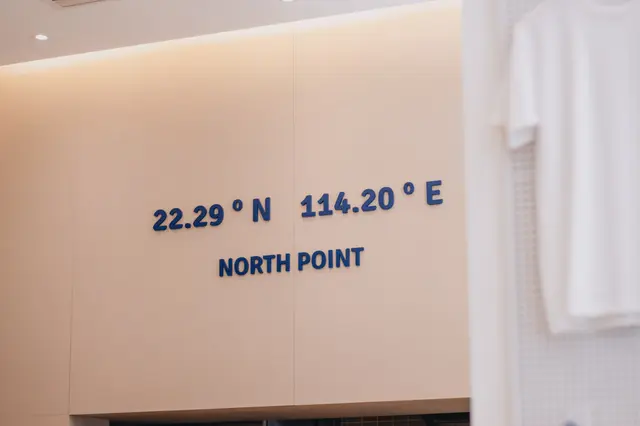 22.29 º N 114.20 º E
NORTH POINT